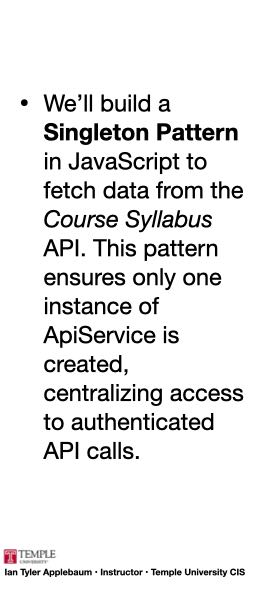 • We’ll build a
Singleton Pattern
in JavaScript to
fetch data from the
Course Syllabus
API. This pattern
ensures only one
instance of
ApiService is
created,
centralizing access
to authenticated
API calls.
TEMPLE
UNIVERSITY
Ian Tyler Applebaum • Instructor • Temple University CIS